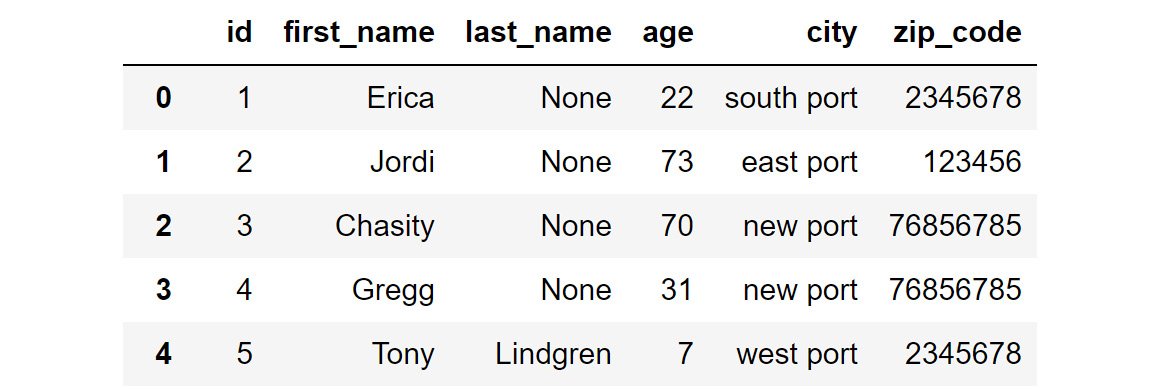 id first_name last_name age city zip_code
0 1 Erica None 22 south port 2345678
1 2 Jordi None 73 east port 123456
2 3 Chasity None 70 new port 76856785
3 4 Gregg None 31 new port 76856785
4 5 Tony Lindgren 7 west port 2345678